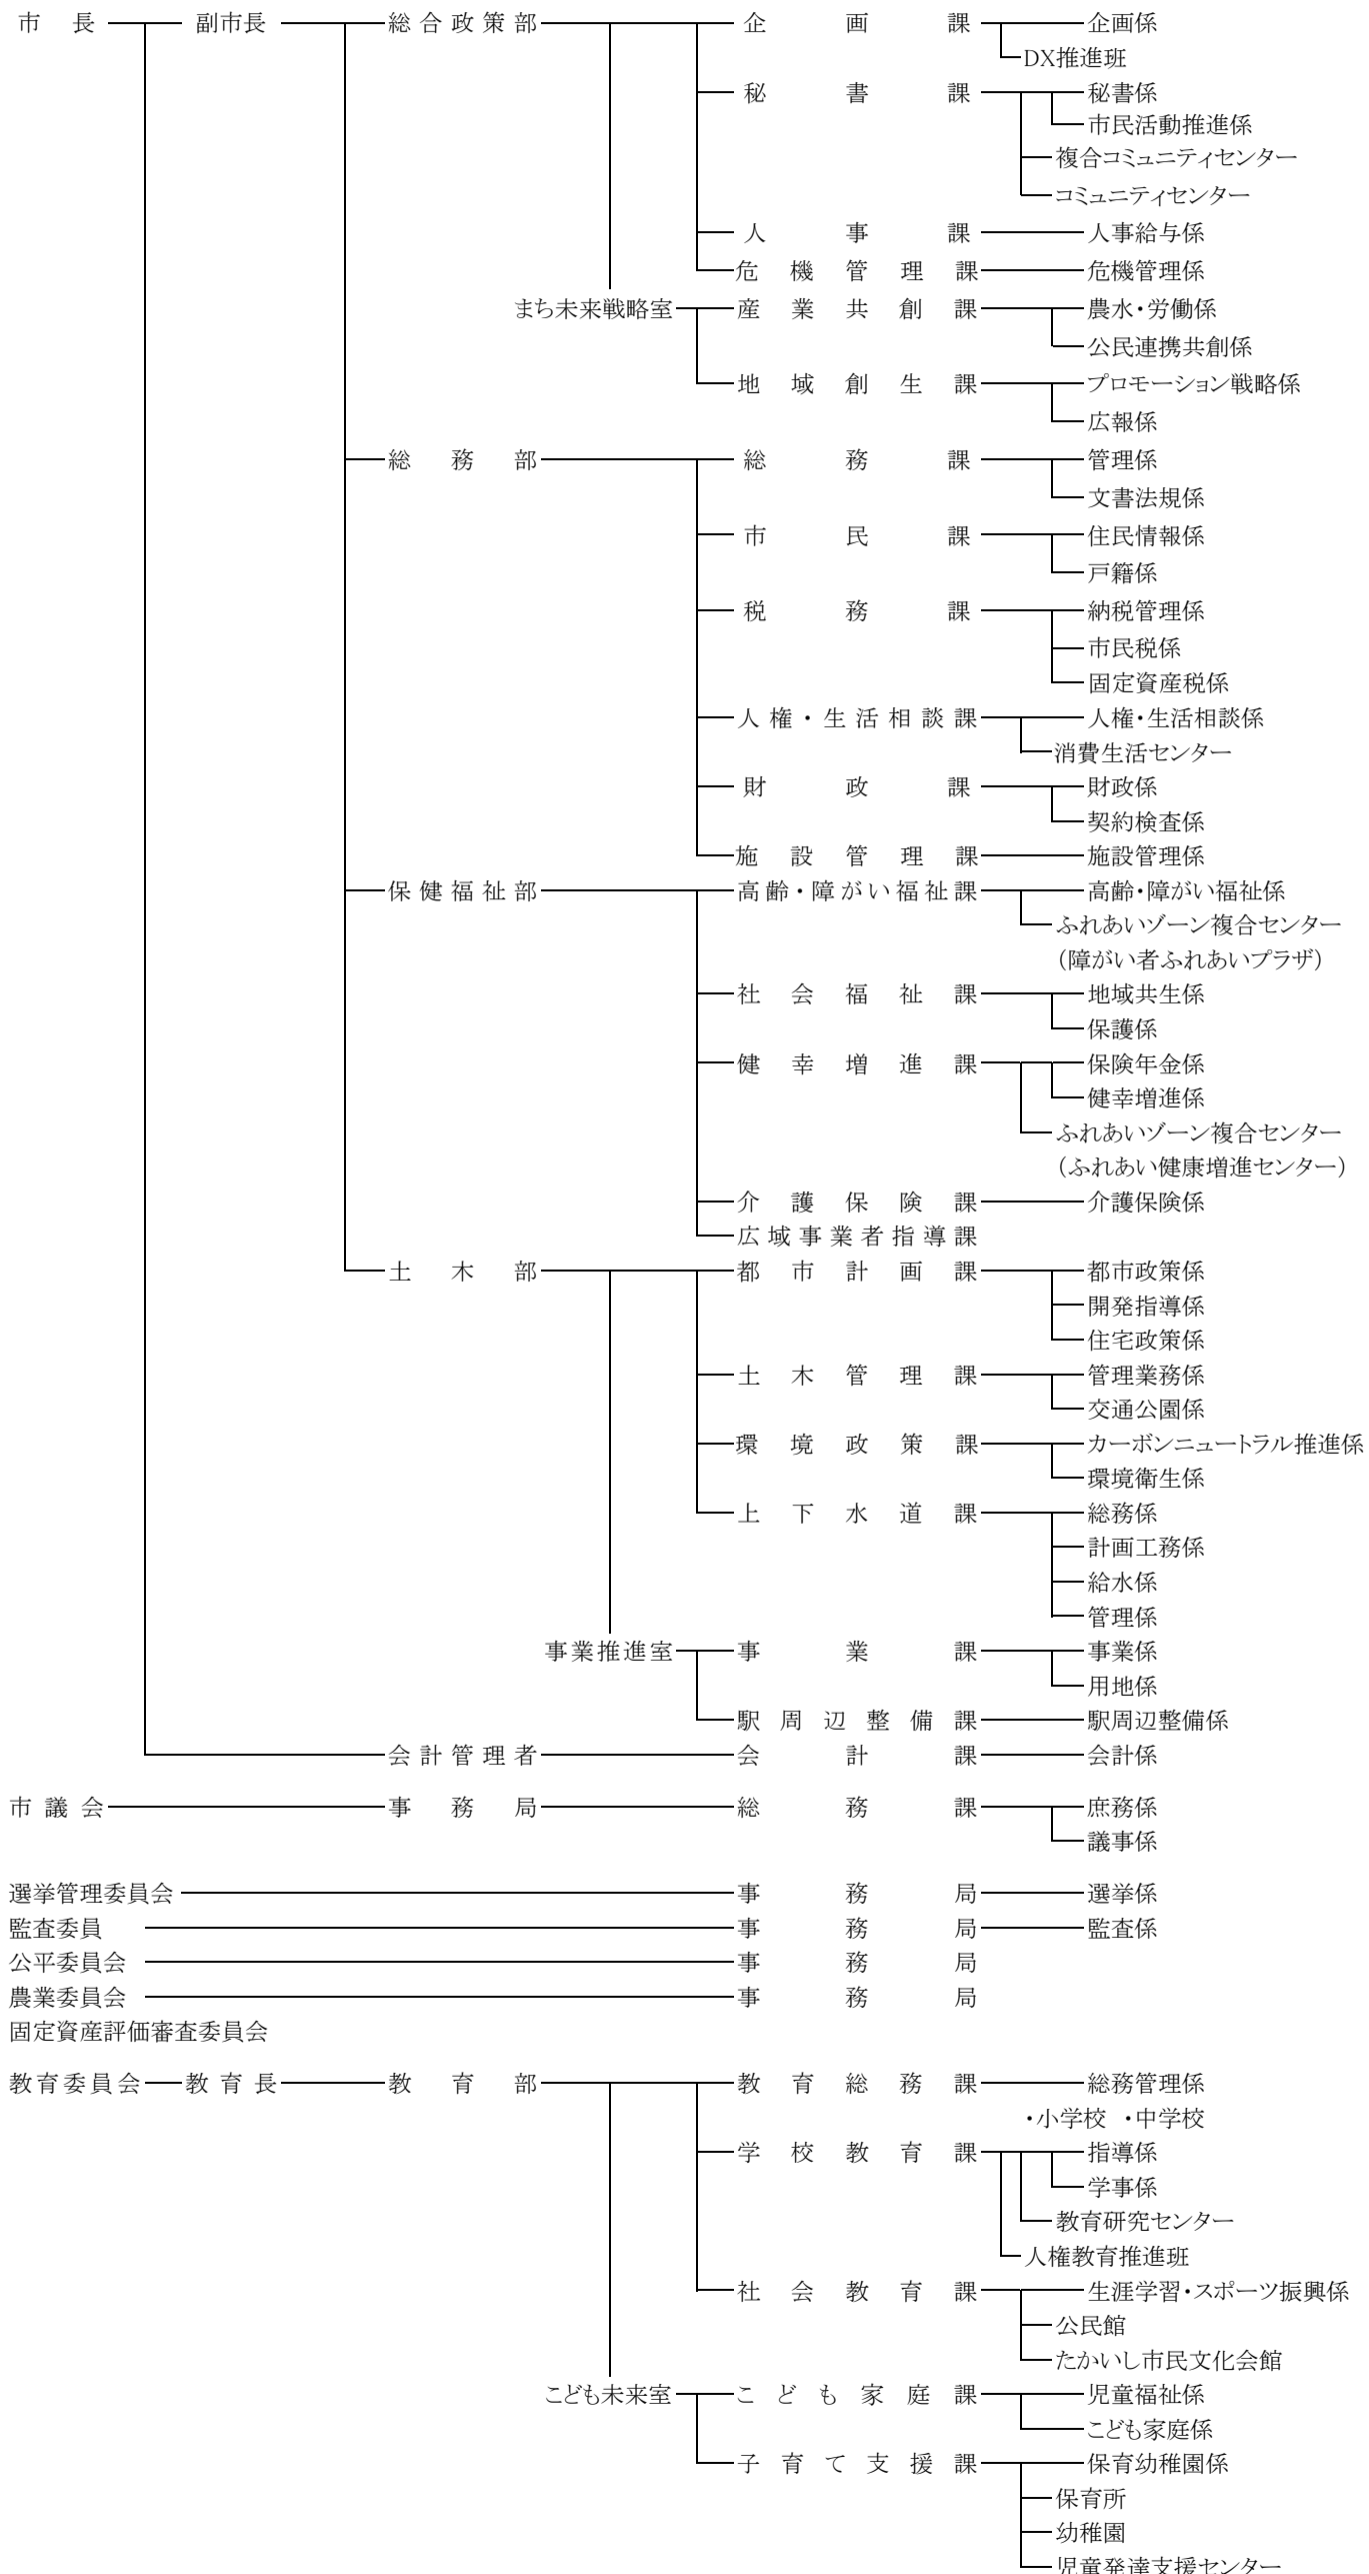 市長 副市長 総合政策部 企画課 企画係
DX推進班
秘書課 秘書係
市民活動推進係
複合コミュニティセンター
コミュニティセンター
人事課 人事給与係
危機管理課 危機管理係
まち未来戦略室 産業共創課 農水・労働係
公民連携共創係
地域創生課 プロモーション戦略係
広報係
総務部 総務課 管理係
文書法規係
市民課 住民情報係
戸籍係
税務課 納税管理係
市民税係
固定資産税係
人権・生活相談課 人権・生活相談係
消費生活センター
財政課 財政係
契約検査係
施設管理課 施設管理係
保健福祉部 高齢・障がい福祉課 高齢・障がい福祉係
ふれあいゾーン複合センター
（障がい者ふれあいプラザ）
社会福祉課 地域共生係
保護係
健幸増進課 保険年金係
健幸増進係
ふれあいゾーン複合センター
（ふれあい健康増進センター）
介護保険課 介護保険係
広域事業者指導課
土木部 都市計画課 都市政策係
開発指導係
住宅政策係
土木管理課 管理業務係
交通公園係
環境政策課 カーボンニュートラル推進係
環境衛生係
上下水道課 総務係
計画工務係
給水係
管理係
事業推進室 事業課 事業係
用地係
駅周辺整備課 駅周辺整備係
会計管理者 会計課 会計係
市議会 事務局 総務課 庶務係
議事係
選挙管理委員会 事務局 選挙係
監査委員 事務局 監査係
公平委員会 事務局
農業委員会 事務局
固定資産評価審査委員会
教育委員会 教育長 教育部 教育総務課 総務管理係
・小学校 ・中学校
学校教育課 指導係
学事係
教育研究センター
人権教育推進班
社会教育課 生涯学習・スポーツ振興係
公民館
たかいし市民文化会館
こども未来室 こども家庭課 児童福祉係
こども家庭係
子育て支援課 保育幼稚園係
保育所
幼稚園
児童発達支援センター